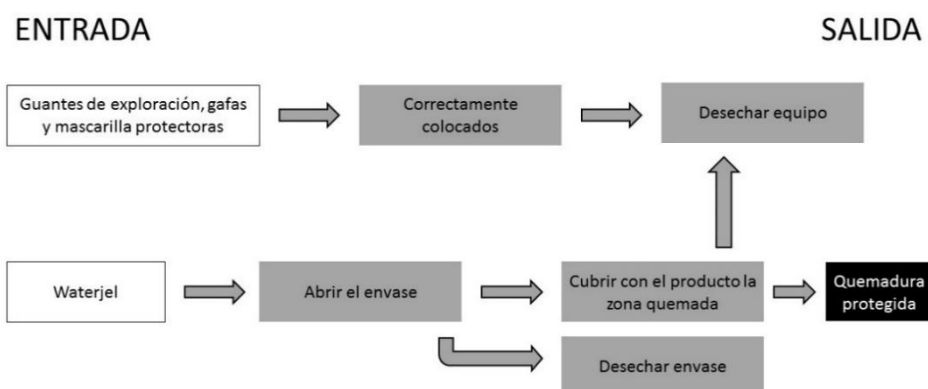 ENTRADA
SALIDA
Guantes de exploración, gafas
y mascarilla protectoras
Correctamente
colocados
Desechar equipo
Waterjel
Abrir el envase
Cubrir con el producto la
zona quemada
Quemadura
protegida
Desechar envase